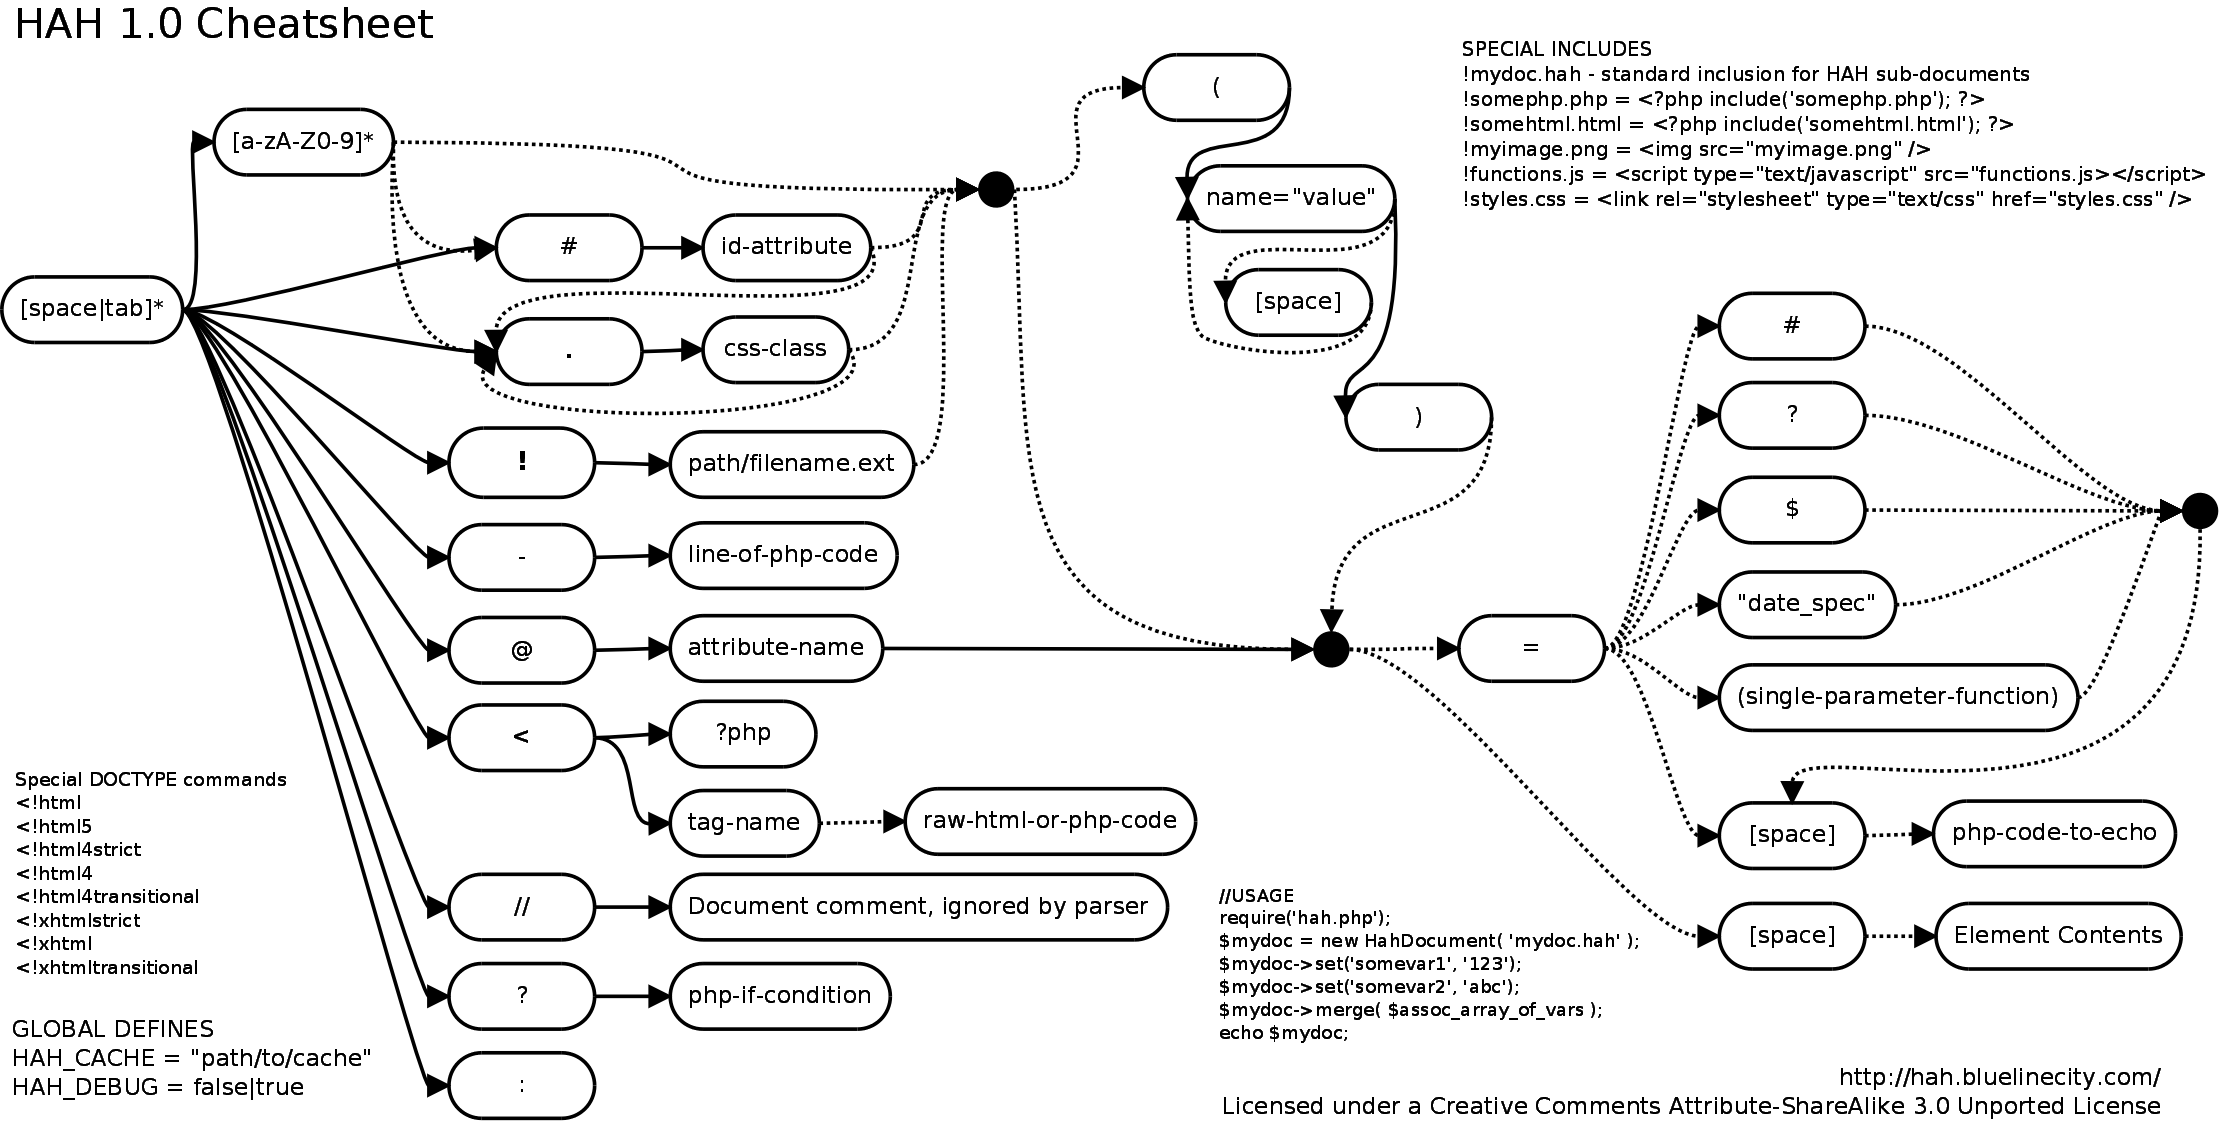 HAH 1.0 Cheatsheet
SPECIAL INCLUDES
!mydoc.hah - standard inclusion for HAH sub-documents
!somephp.php = <?php include('somephp.php'); ?>
!somehtml.html = <?php include('somehtml.html'); ?>
!myimage.png = <img src="myimage.png" />
!functions.js = <script type="text/javascript" src="functions.js></script>
!styles.css = <link rel="stylesheet" type="text/css" href="styles.css" />
[space|tab]*
[a-zA-Z0-9]*
#
id-attribute
.
css-class
!
path/filename.ext
-
line-of-php-code
@
attribute-name
<
?php
tag-name
raw-html-or-php-code
//
Document comment, ignored by parser
?
php-if-condition
:
(
name="value"
[space]
)
=
#
?
$
"date_spec"
(single-parameter-function)
[space]
php-code-to-echo
[space]
Element Contents
Special DOCTYPE commands
<!html
<!html5
<!html4strict
<!html4
<!html4transitional
<!xhtmlstrict
<!xhtml
<!xhtmltransitional
GLOBAL DEFINES
HAH_CACHE = "path/to/cache"
HAH_DEBUG = false|true
//USAGE
require('hah.php');
$mydoc = new HahDocument( 'mydoc.hah' );
$mydoc->set('somevar1', '123');
$mydoc->set('somevar2', 'abc');
$mydoc->merge( $assoc_array_of_vars );
echo $mydoc;
http://hah.bluelinecity.com/
Licensed under a Creative Comments Attribute-ShareAlike 3.0 Unported License